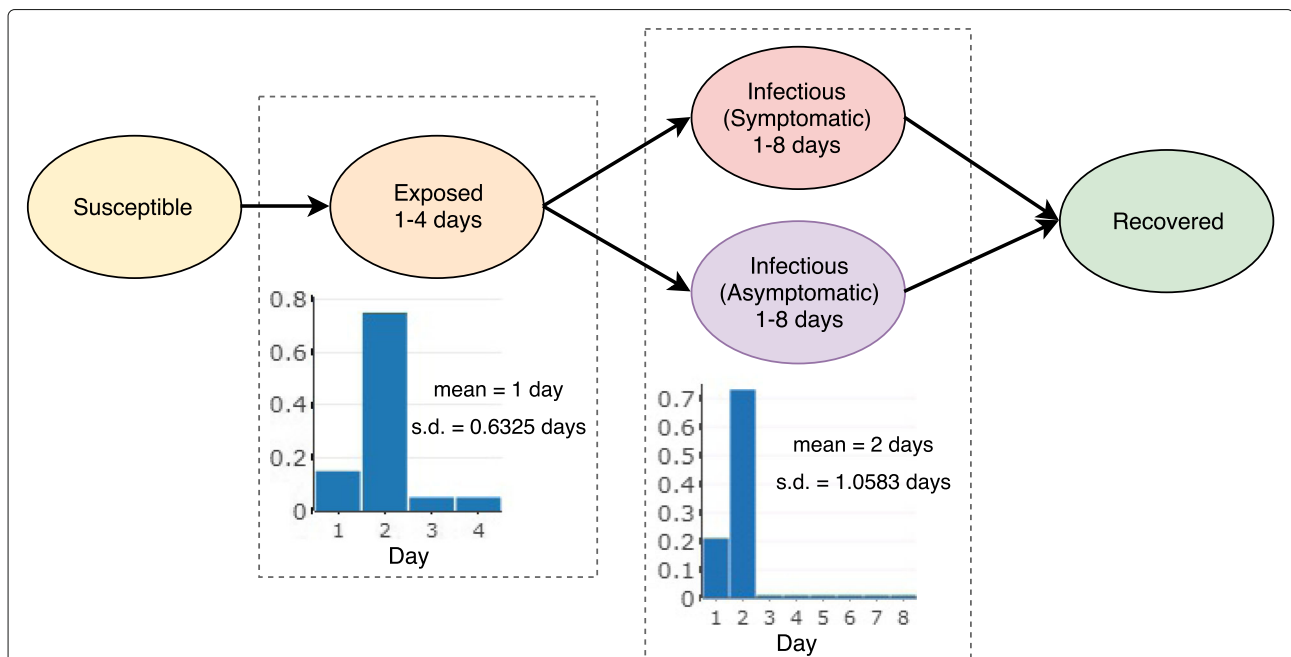 Susceptible
Exposed
1-4 days
Infectious
(Symptomatic)
1-8 days
Infectious
(Asymptomatic)
1-8 days
Recovered
0.8
0.6
0.4
0.2
0
mean = 1 day
s.d. = 0.6325 days
1 2 3 4
Day
0.7
0.6
0.5
0.4
0.3
0.2
0.1
0
mean = 2 days
s.d. = 1.0583 days
1 2 3 4 5 6 7 8
Day